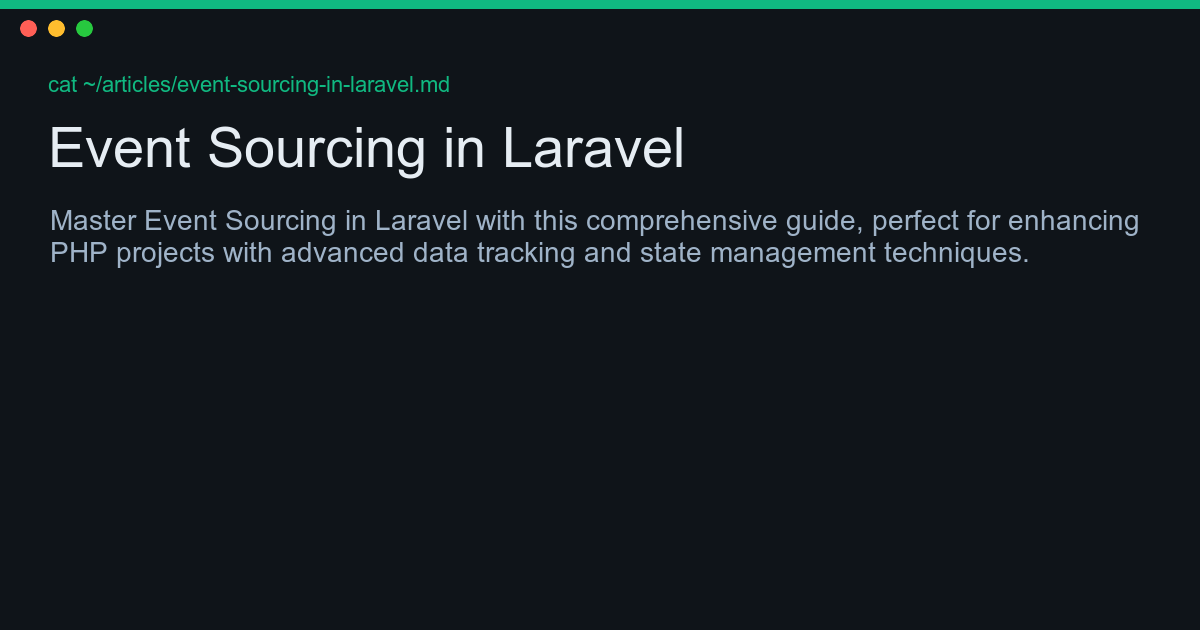 cat ~/articles/event-sourcing-in-laravel.md
Event Sourcing in Laravel
Master Event Sourcing in Laravel with this comprehensive guide, perfect for enhancing
PHP projects with advanced data tracking and state management techniques.